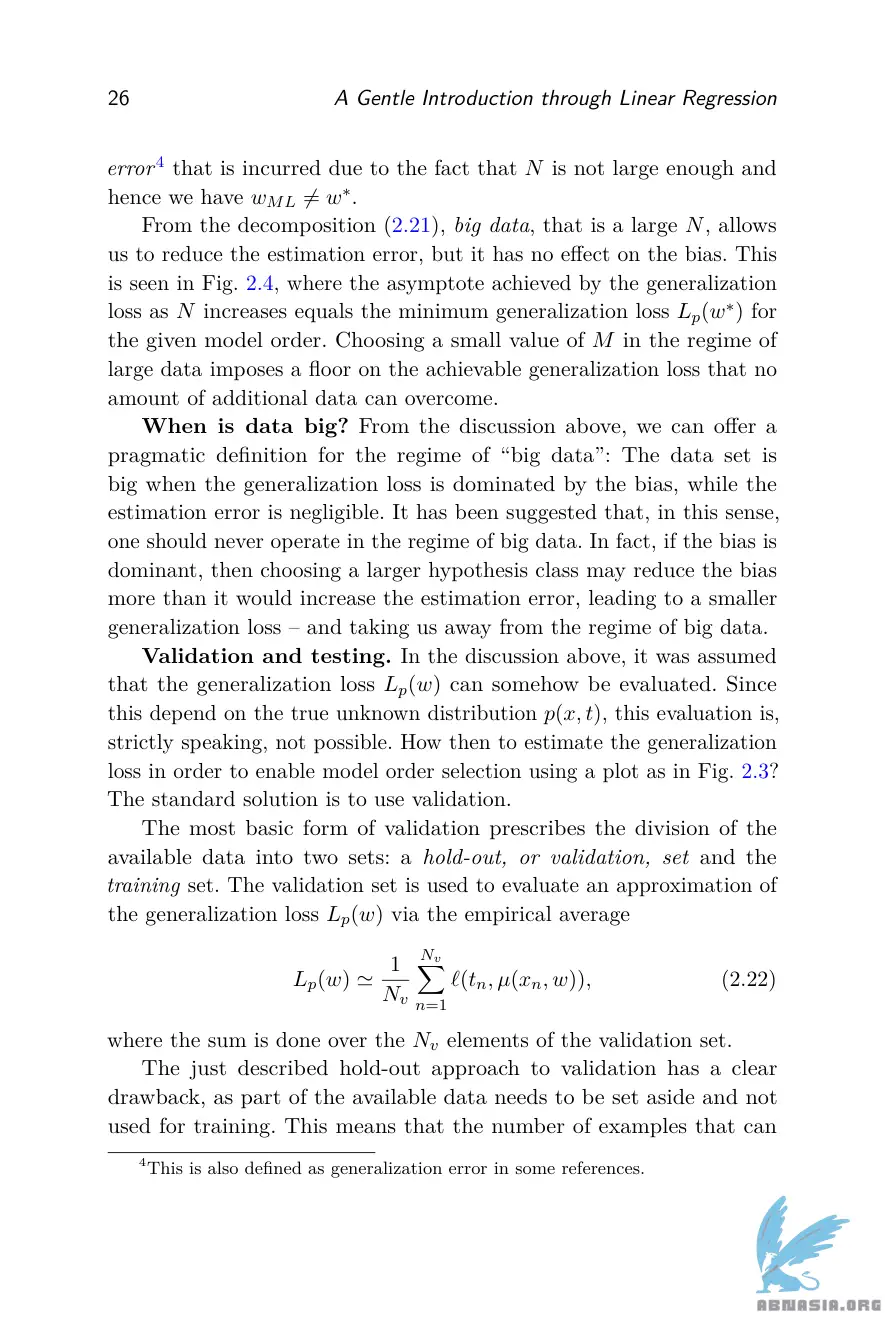 26 A Gentle Introduction through Linear Regression
error⁴ that is incurred due to the fact that N is not large enough and
hence we have w_{ML} ≠ w*.
From the decomposition (2.21), big data, that is a large N, allows
us to reduce the estimation error, but it has no effect on the bias. This
is seen in Fig. 2.4, where the asymptote achieved by the generalization
loss as N increases equals the minimum generalization loss L_p(w*) for
the given model order. Choosing a small value of M in the regime of
large data imposes a floor on the achievable generalization loss that no
amount of additional data can overcome.
When is data big? From the discussion above, we can offer a
pragmatic definition for the regime of “big data”: The data set is
big when the generalization loss is dominated by the bias, while the
estimation error is negligible. It has been suggested that, in this sense,
one should never operate in the regime of big data. In fact, if the bias is
dominant, then choosing a larger hypothesis class may reduce the bias
more than it would increase the estimation error, leading to a smaller
generalization loss – and taking us away from the regime of big data.
Validation and testing. In the discussion above, it was assumed
that the generalization loss L_p(w) can somehow be evaluated. Since
this depend on the true unknown distribution p(x, t), this evaluation is,
strictly speaking, not possible. How then to estimate the generalization
loss in order to enable model order selection using a plot as in Fig. 2.3?
The standard solution is to use validation.
The most basic form of validation prescribes the division of the
available data into two sets: a hold-out, or validation, set and the
training set. The validation set is used to evaluate an approximation of
the generalization loss L_p(w) via the empirical average
L_p(w) ≃ \frac{1}{N_v} \sum_{n=1}^{N_v} ℓ(t_n, μ(x_n, w)), (2.22)
where the sum is done over the N_v elements of the validation set.
The just described hold-out approach to validation has a clear
drawback, as part of the available data needs to be set aside and not
used for training. This means that the number of examples that can
⁴This is also defined as generalization error in some references.
ABNASIA.ORG